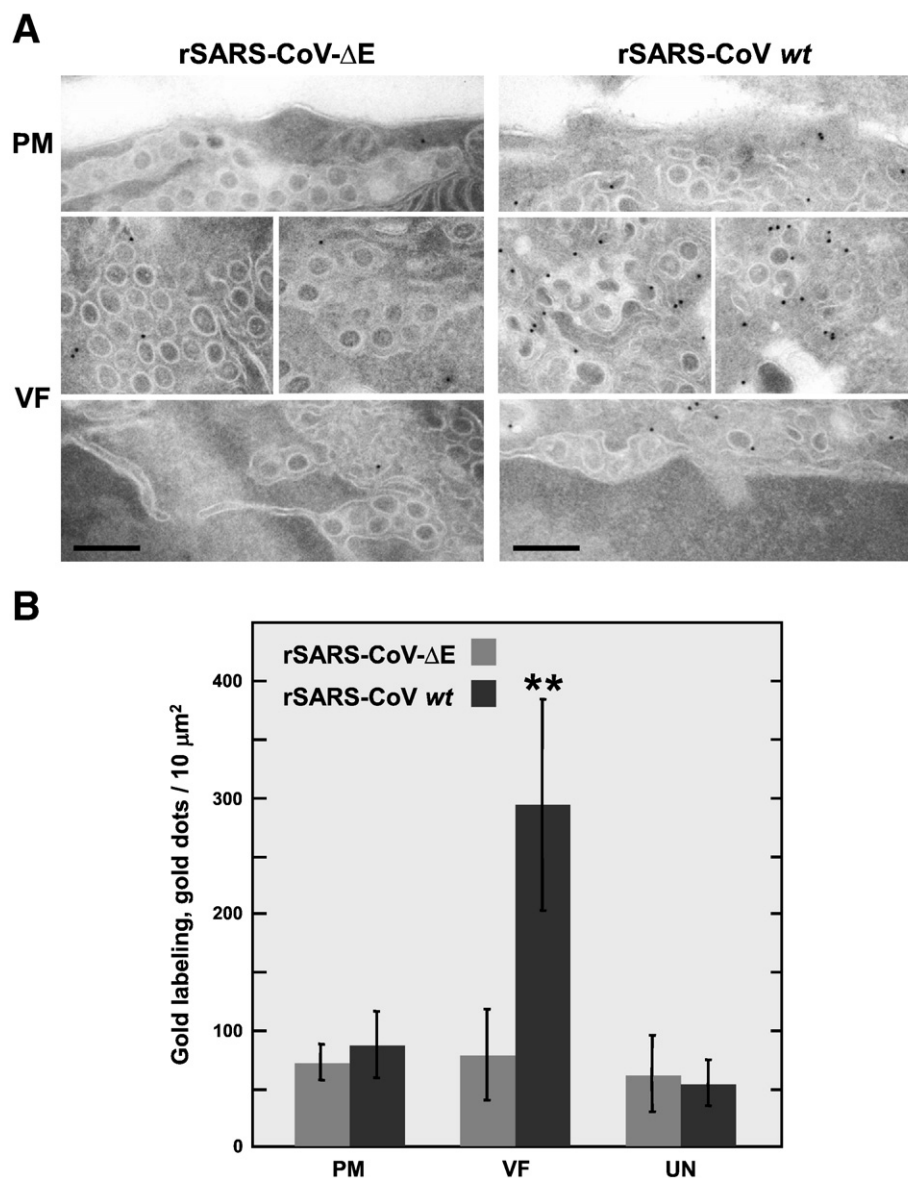 A
rSARS-CoV-ΔE
rSARS-CoV wt
PM
VF
B
rSARS-CoV-ΔE
rSARS-CoV wt
**
Gold labeling, gold dots / 10 μm²
400
300
200
100
0
PM
VF
UN